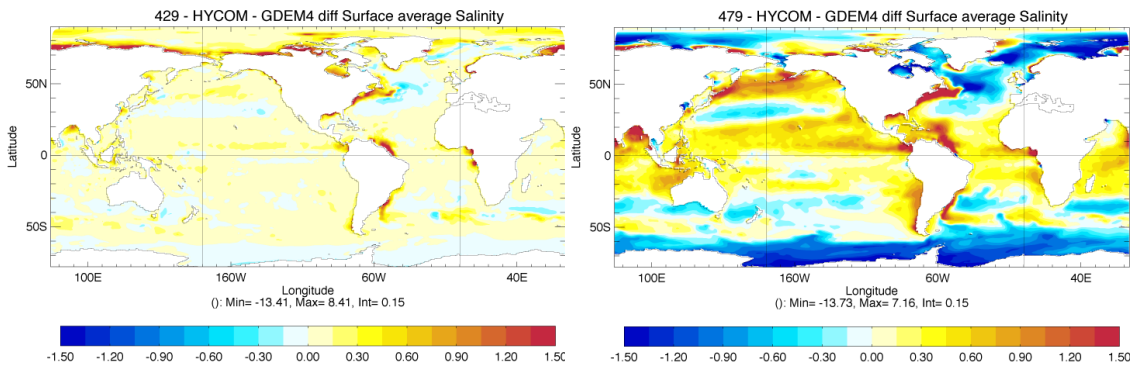 429 - HYCOM - GDEM4 diff Surface average Salinity
50N
0
50S
Latitude
100E 160W 60W 40E
Longitude
(): Min= -13.41, Max= 8.41, Int= 0.15
-1.50 -1.20 -0.90 -0.60 -0.30 0.00 0.30 0.60 0.90 1.20 1.50
479 - HYCOM - GDEM4 diff Surface average Salinity
50N
0
50S
Latitude
100E 160W 60W 40E
Longitude
(): Min= -13.73, Max= 7.16, Int= 0.15
-1.50 -1.20 -0.90 -0.60 -0.30 0.00 0.30 0.60 0.90 1.20 1.50